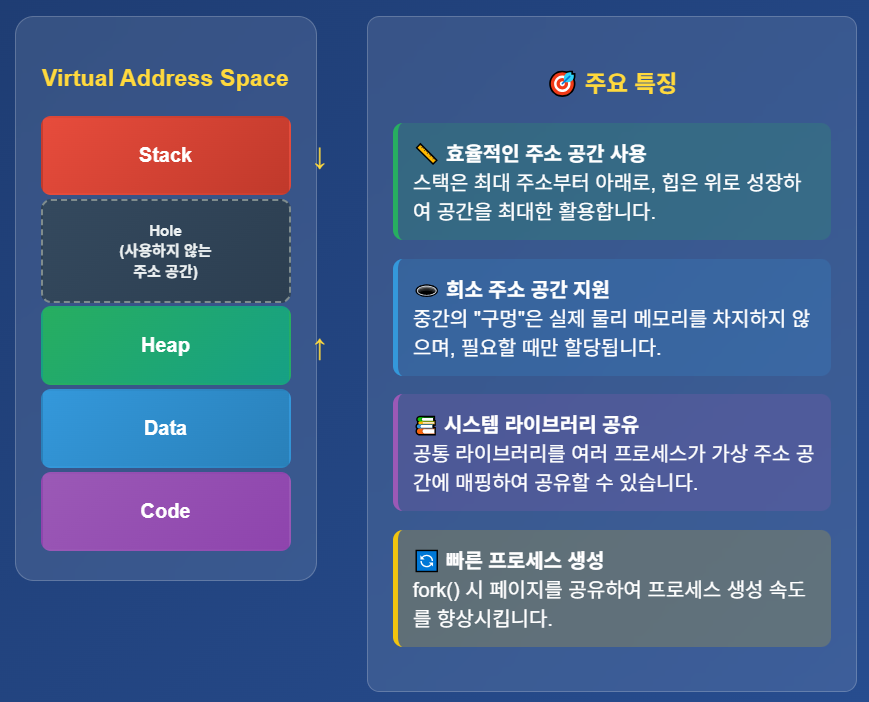 Virtual Address Space
Stack
↓
Hole
(사용하지 않는
주소 공간)
Heap
↑
Data
Code
🎯 주요 특징
📏 효율적인 주소 공간 사용
스택은 최대 주소부터 아래로, 힙은 위로 성장하
여 공간을 최대한 활용합니다.
🕳️ 희소 주소 공간 지원
중간의 "구멍"은 실제 물리 메모리를 차지하지 않
으며, 필요할 때만 할당됩니다.
📚 시스템 라이브러리 공유
공통 라이브러리를 여러 프로세스가 가상 주소 공
간에 매핑하여 공유할 수 있습니다.
🔄 빠른 프로세스 생성
fork() 시 페이지를 공유하여 프로세스 생성 속도
를 향상시킵니다.